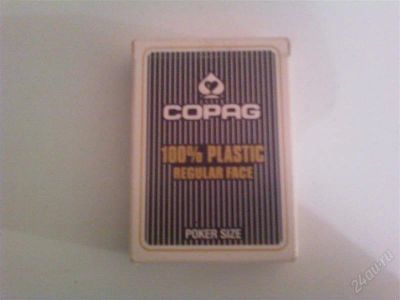 COPAG
100% PLASTIC
REGULAR FACE
POKER SIZE
24au.ru